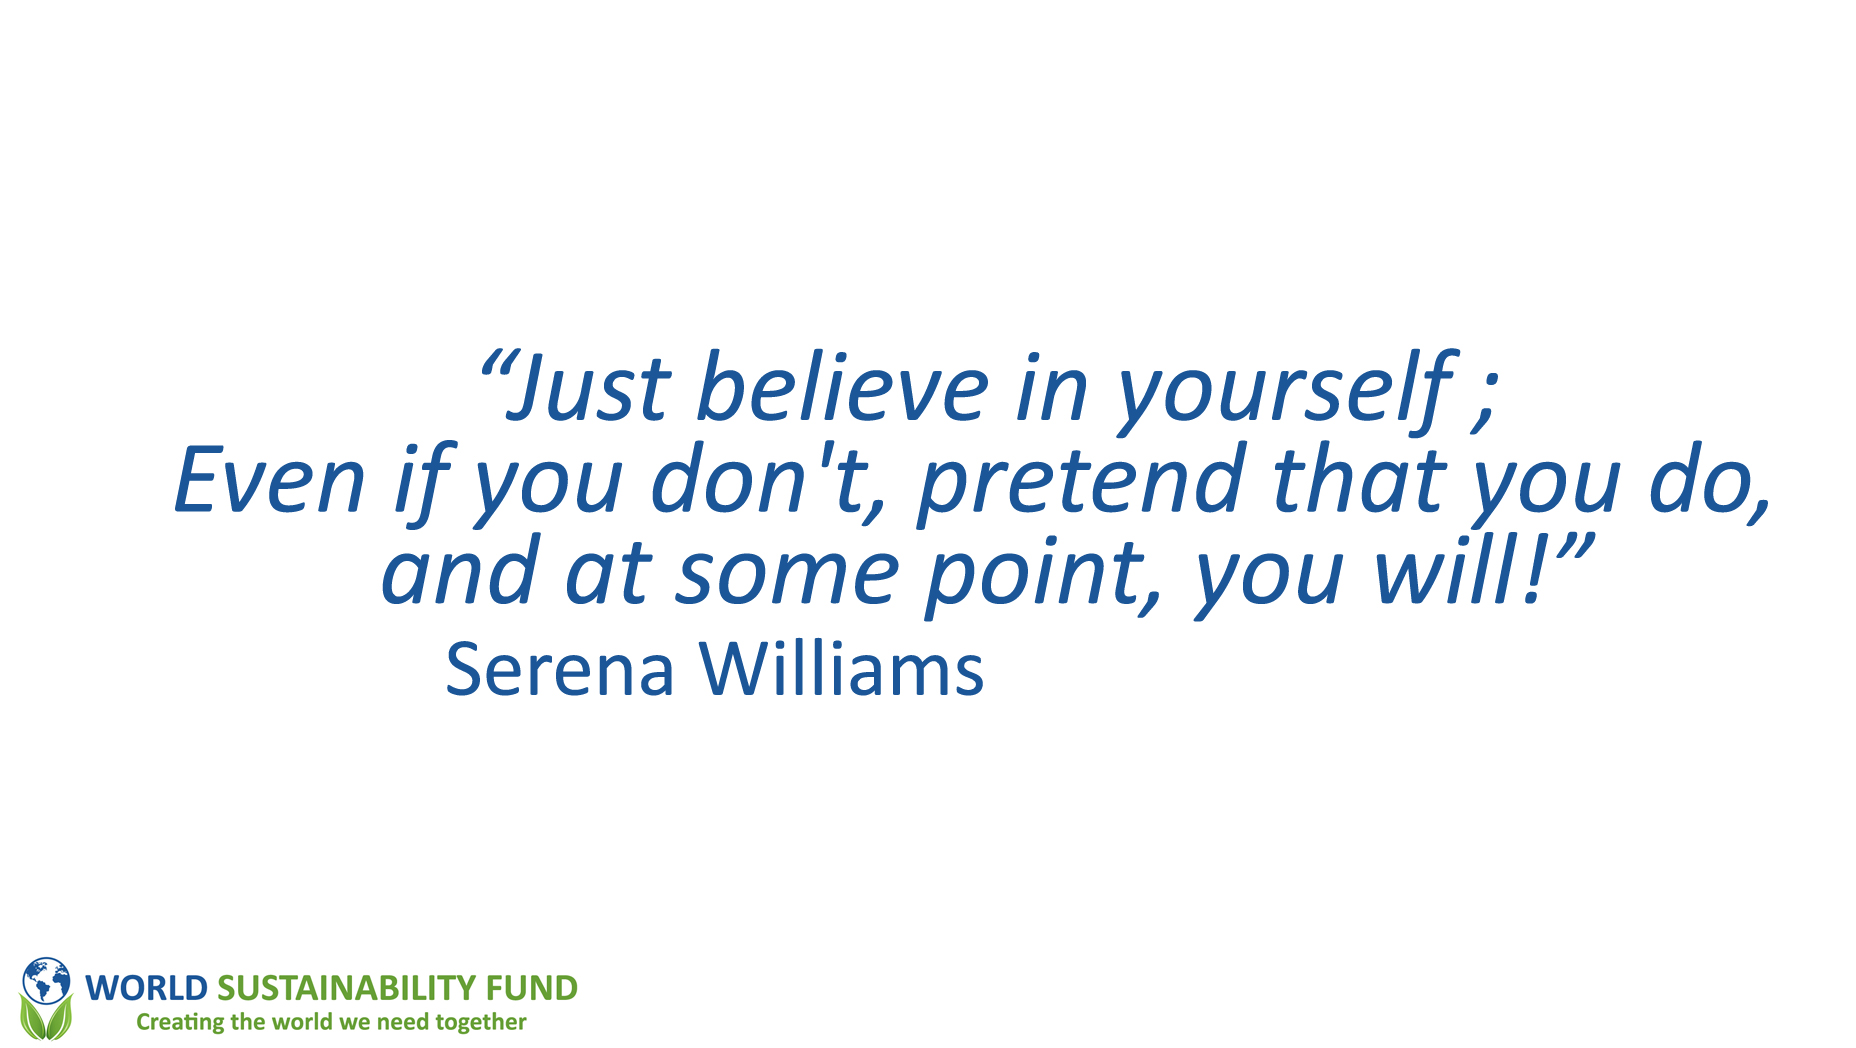 “Just believe in yourself ;
Even if you don't, pretend that you do,
and at some point, you will!”
Serena Williams
WORLD SUSTAINABILITY FUND
Creating the world we need together